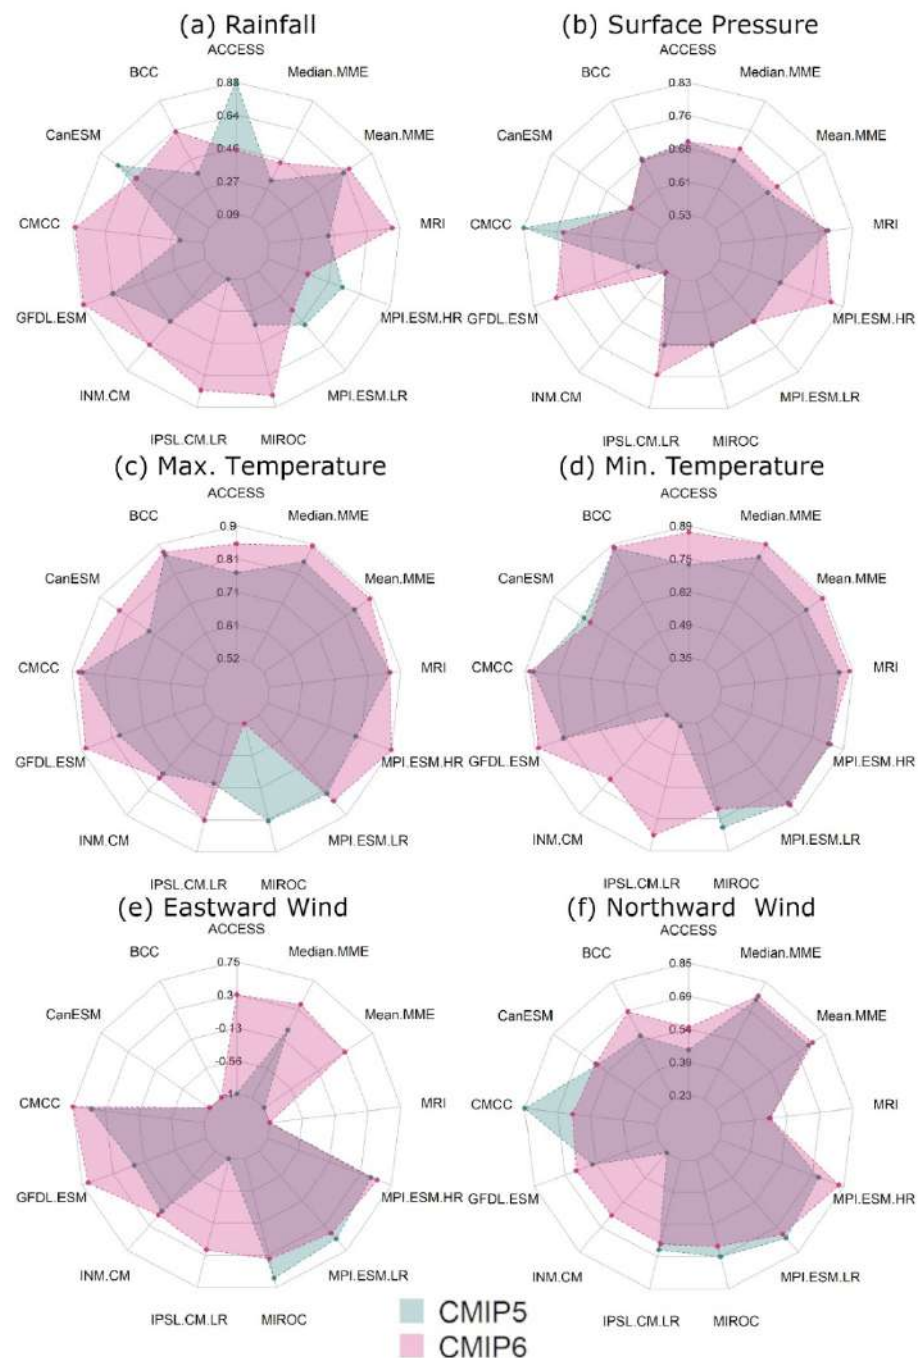 (a) Rainfall
(b) Surface Pressure
ACCESS
BCC
Median.MME
CanESM
Mean.MME
CMCC
MRI
GFDL.ESM
MPI.ESM.HR
INM.CM
MPI.ESM.LR
IPSL.CM.LR
MIROC
0.64
0.46
0.27
0.09
ACCESS
BCC
Median.MME
CanESM
Mean.MME
CMCC
MRI
GFDL.ESM
MPI.ESM.HR
INM.CM
MPI.ESM.LR
IPSL.CM.LR
MIROC
0.83
0.76
0.68
0.61
0.53
(c) Max. Temperature
(d) Min. Temperature
ACCESS
BCC
Median.MME
CanESM
Mean.MME
CMCC
MRI
GFDL.ESM
MPI.ESM.HR
INM.CM
MPI.ESM.LR
IPSL.CM.LR
MIROC
0.9
0.81
0.71
0.61
0.52
ACCESS
BCC
Median.MME
CanESM
Mean.MME
CMCC
MRI
GFDL.ESM
MPI.ESM.HR
INM.CM
MPI.ESM.LR
IPSL.CM.LR
MIROC
0.89
0.62
0.49
0.35
(e) Eastward Wind
(f) Northward Wind
ACCESS
BCC
Median.MME
CanESM
Mean.MME
CMCC
MRI
GFDL.ESM
MPI.ESM.HR
INM.CM
MPI.ESM.LR
IPSL.CM.LR
MIROC
0.75
-0.13
-0.56
ACCESS
BCC
Median.MME
CanESM
Mean.MME
CMCC
MRI
GFDL.ESM
MPI.ESM.HR
INM.CM
MPI.ESM.LR
IPSL.CM.LR
MIROC
0.85
0.69
0.54
0.39
0.23
CMIP5
CMIP6